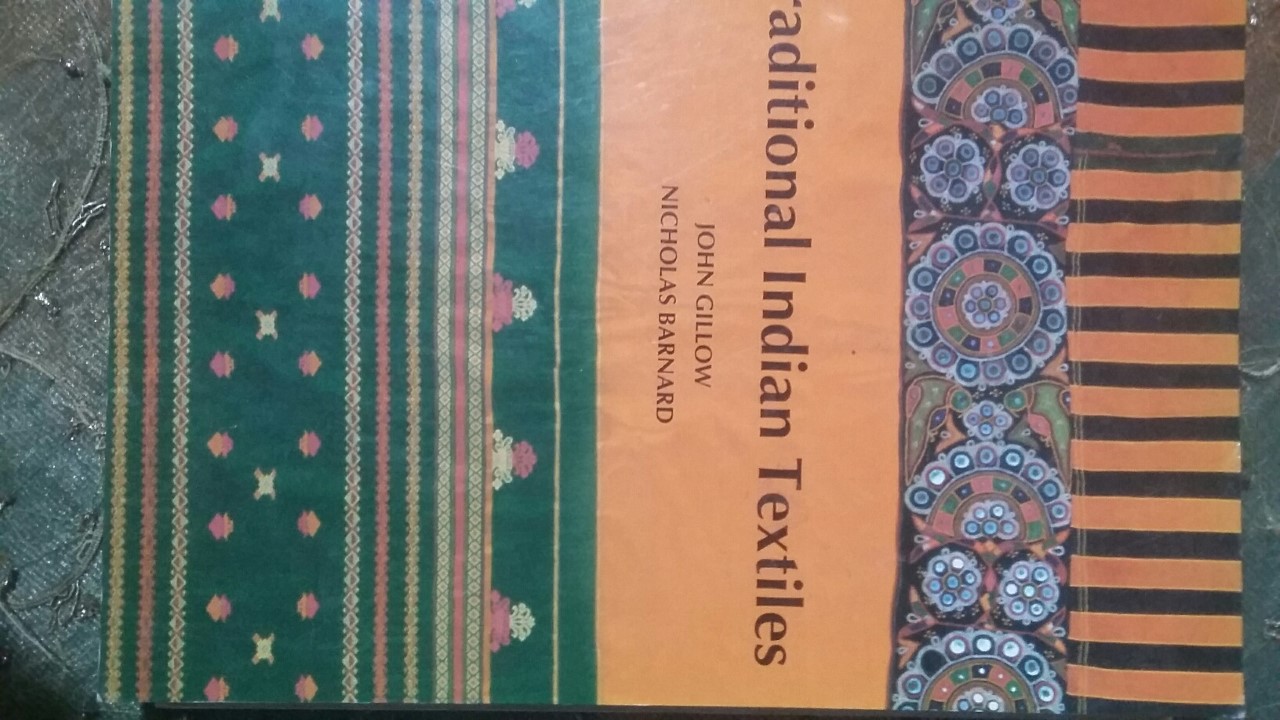 raditional Indian Textiles
JOHN GILLOW
NICHOLAS BARNARD